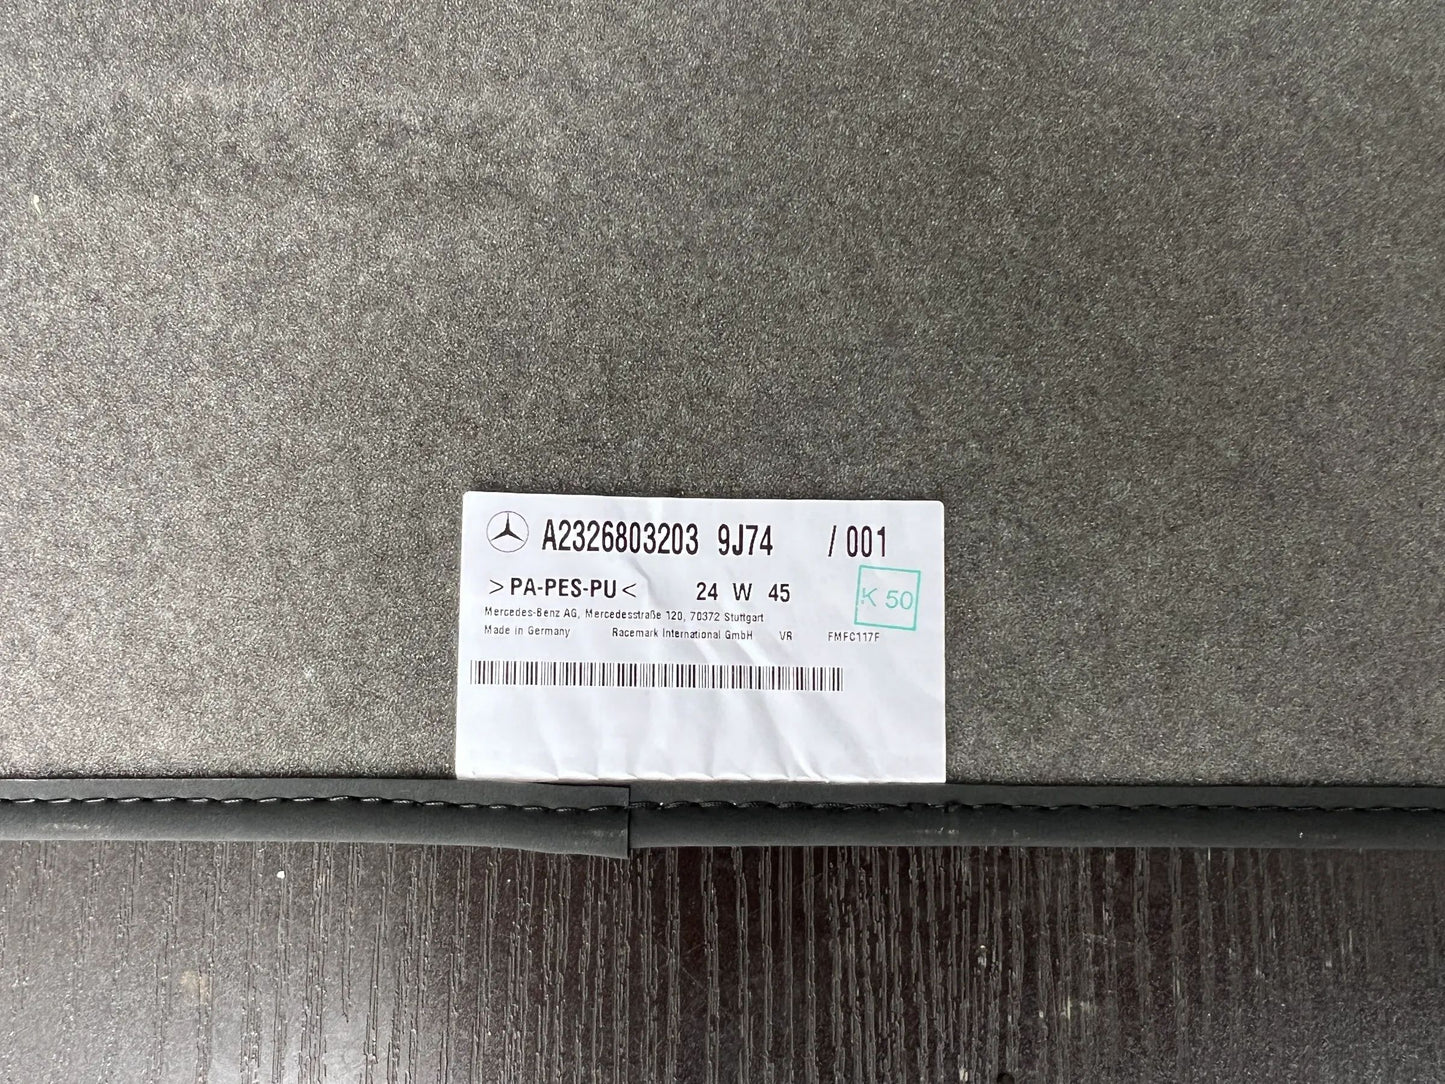 A2326803203 9J74 / 001
>PA-PES-PU< 24 W 45
K 50
Mercedes-Benz AG, Mercedesstraße 120, 70372 Stuttgart
Made in Germany Racemark International GmbH VR FMFC117F